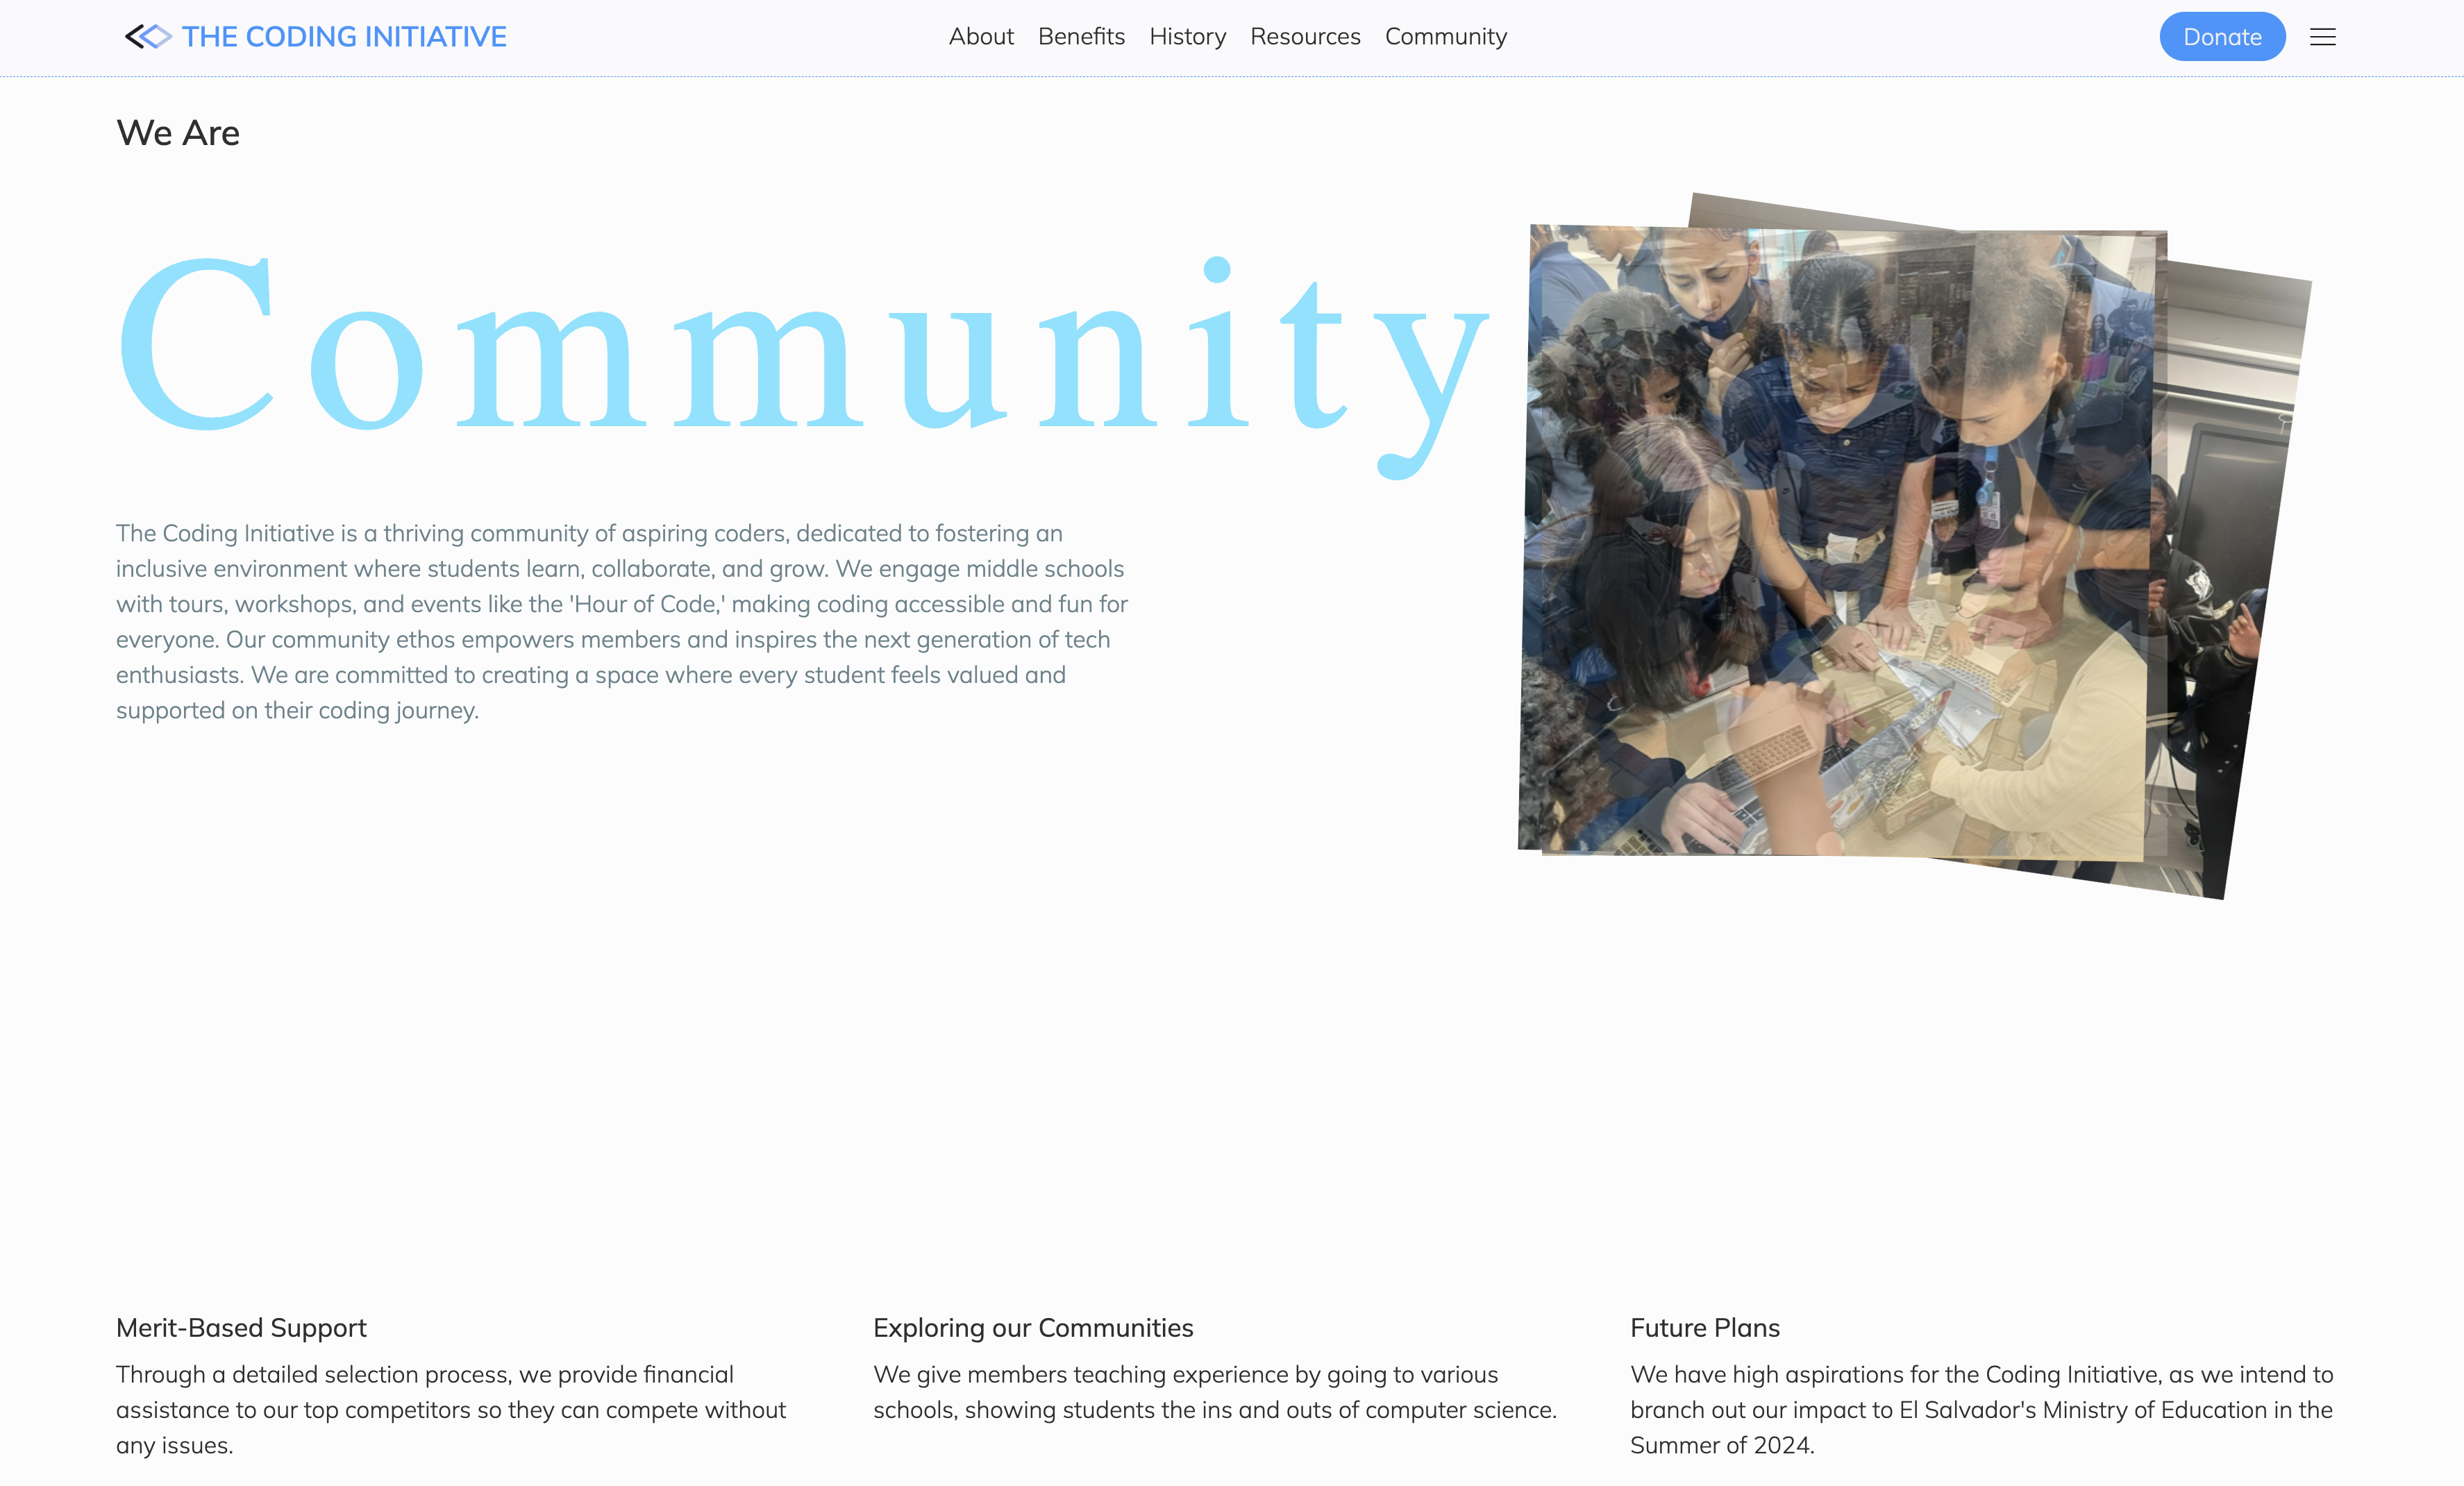 THE CODING INITIATIVE
About Benefits History Resources Community
Donate
We Are
Community
The Coding Initiative is a thriving community of aspiring coders, dedicated to fostering an
inclusive environment where students learn, collaborate, and grow. We engage middle schools
with tours, workshops, and events like the 'Hour of Code,' making coding accessible and fun for
everyone. Our community ethos empowers members and inspires the next generation of tech
enthusiasts. We are committed to creating a space where every student feels valued and
supported on their coding journey.
Merit-Based Support
Through a detailed selection process, we provide financial
assistance to our top competitors so they can compete without
any issues.
Exploring our Communities
We give members teaching experience by going to various
schools, showing students the ins and outs of computer science.
Future Plans
We have high aspirations for the Coding Initiative, as we intend to
branch out our impact to El Salvador's Ministry of Education in the
Summer of 2024.